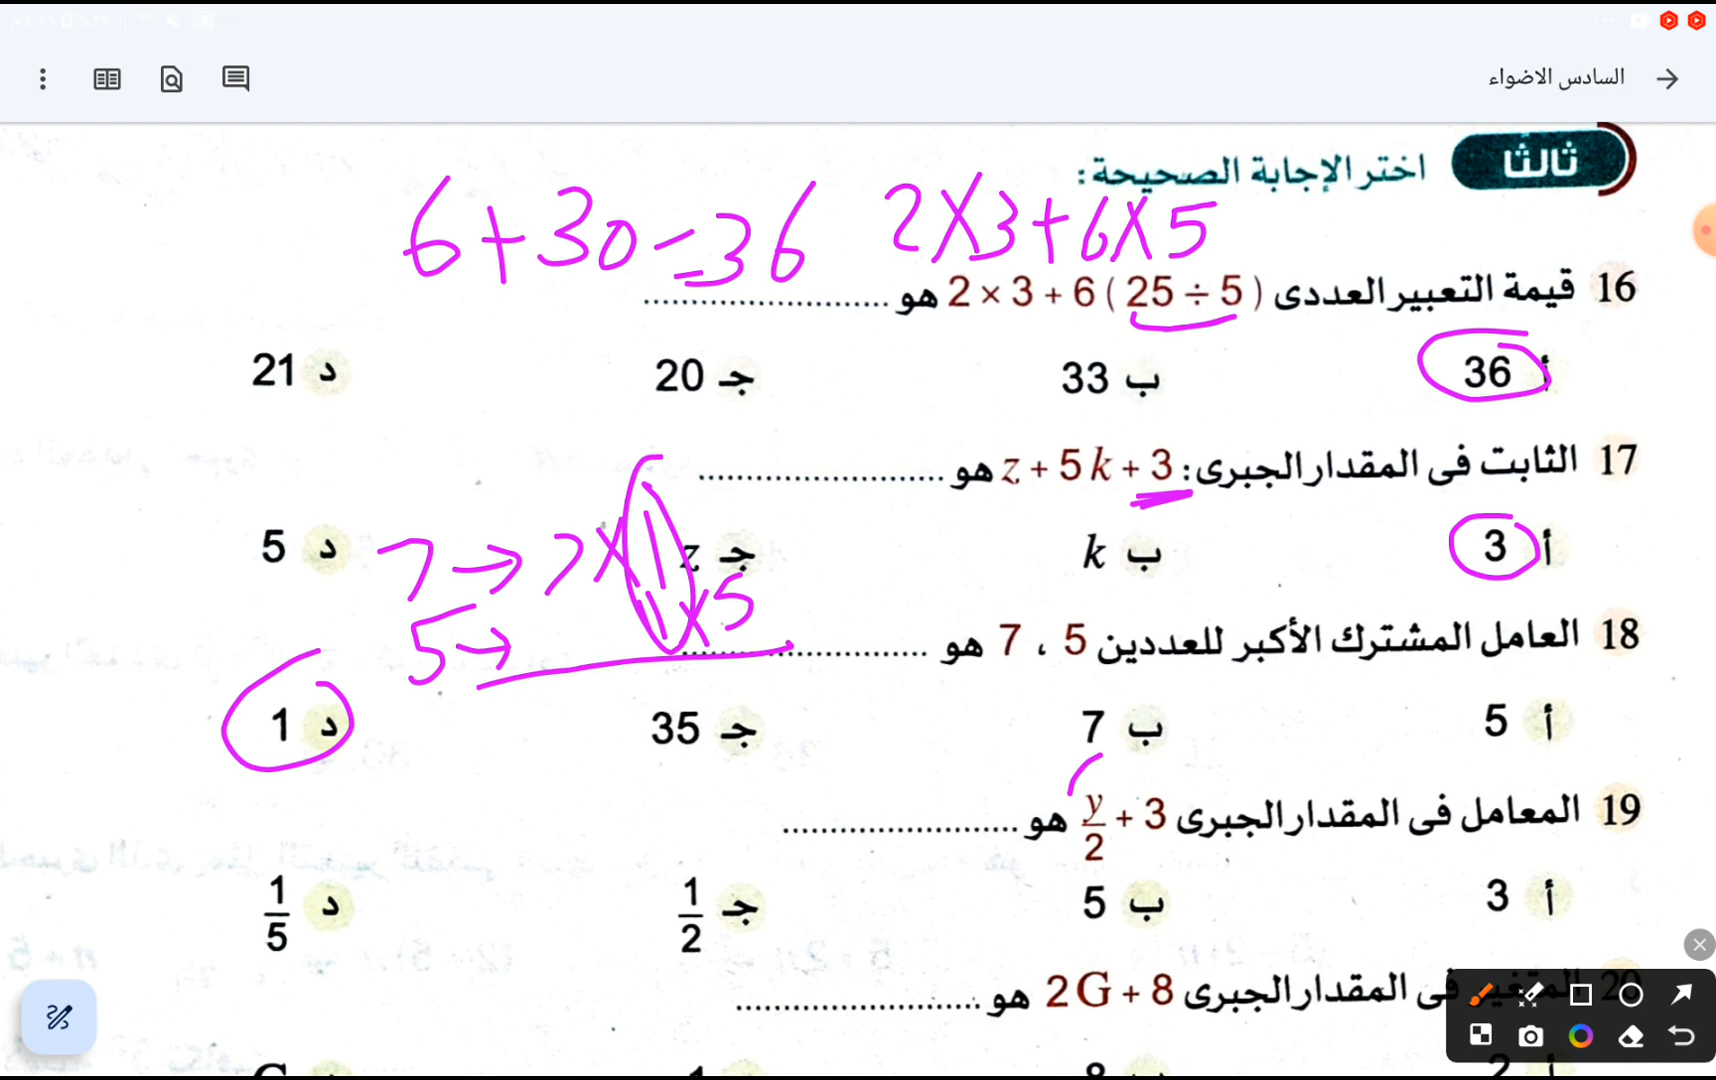 السادس الاضواء
ثالثًا اختر الإجابة الصحيحة:
6+30=36 2×3+6×5
16 قيمة التعبير العددى 2 × 3 + 6 ( 25 ÷ 5 ) هو ........................
أ 36 ب 33 جـ 20 د 21
17 الثابت فى المقدار الجبرى: z + 5 k + 3 هو ........................
أ 3 ب k جـ z د 5
7→7×1
5→1×5
18 العامل المشترك الأكبر للعددين 5 ، 7 هو ........................
أ 5 ب 7 جـ 35 د 1
19 المعامل فى المقدار الجبرى y/2 + 3 هو ........................
أ 3 ب 5 جـ 1/2 د 1/5
20 المتغير فى المقدار الجبرى 2G + 8 هو ........................